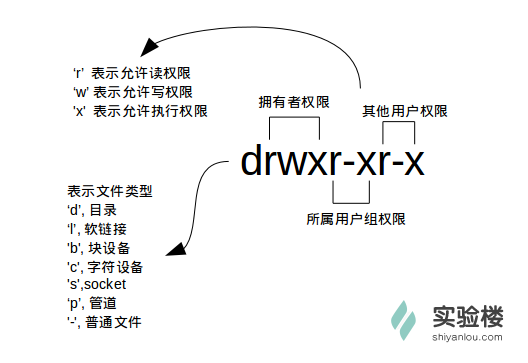 ‘r’ 表示允许读权限
‘w’ 表示允许写权限
'x' 表示允许执行权限
拥有者权限
其他用户权限
drwxr-xr-x
所属用户组权限
表示文件类型
‘d’, 目录
‘l’, 软链接
'b', 块设备
'c', 字符设备
's',socket
‘p’, 管道
'-', 普通文件
实验楼
shiyanlou.com